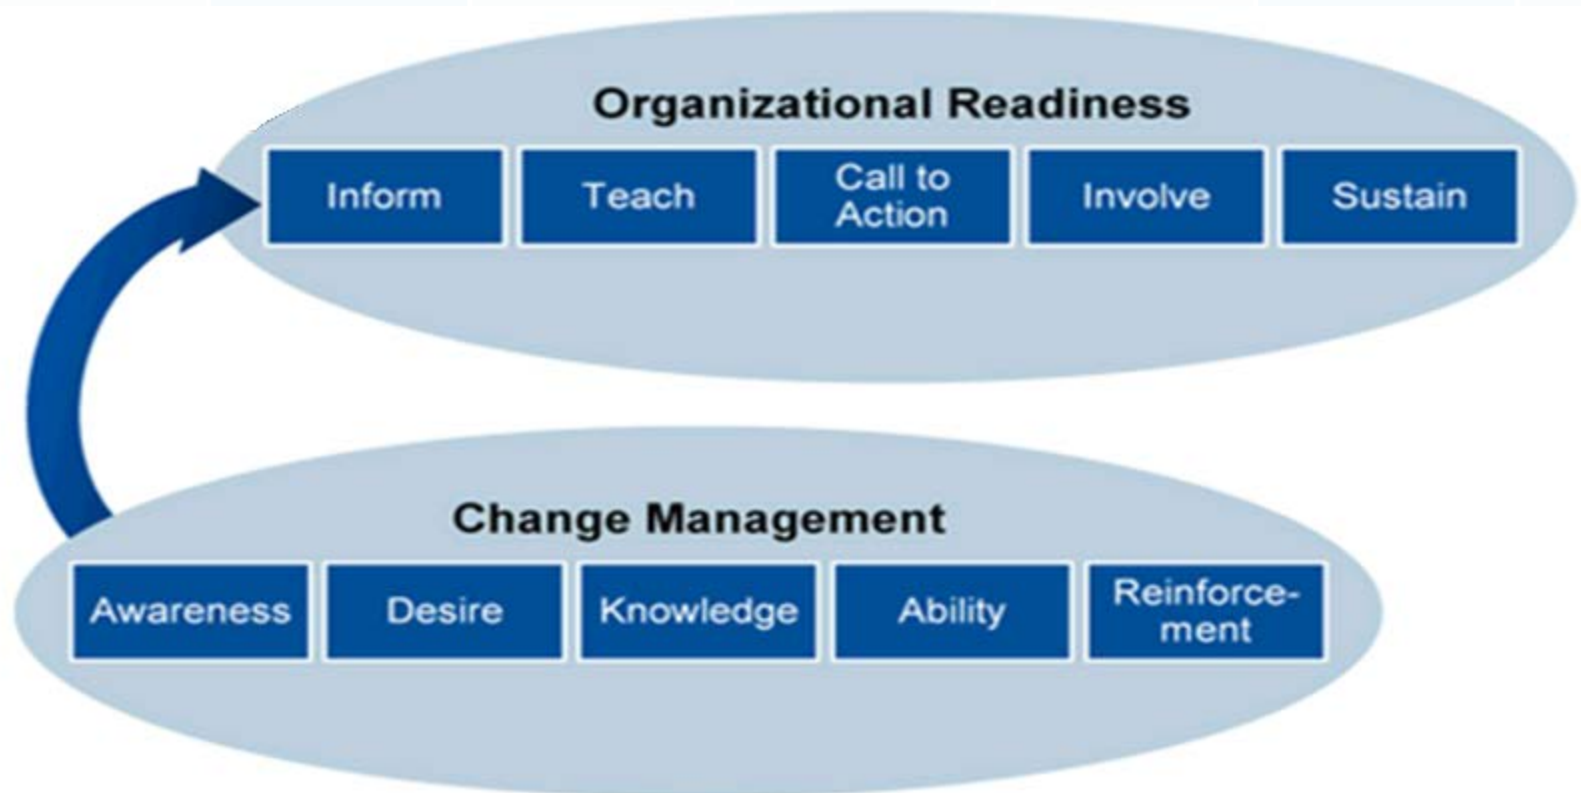 Organizational Readiness
Inform
Teach
Call to
Action
Involve
Sustain
Change Management
Awareness
Desire
Knowledge
Ability
Reinforce-
ment